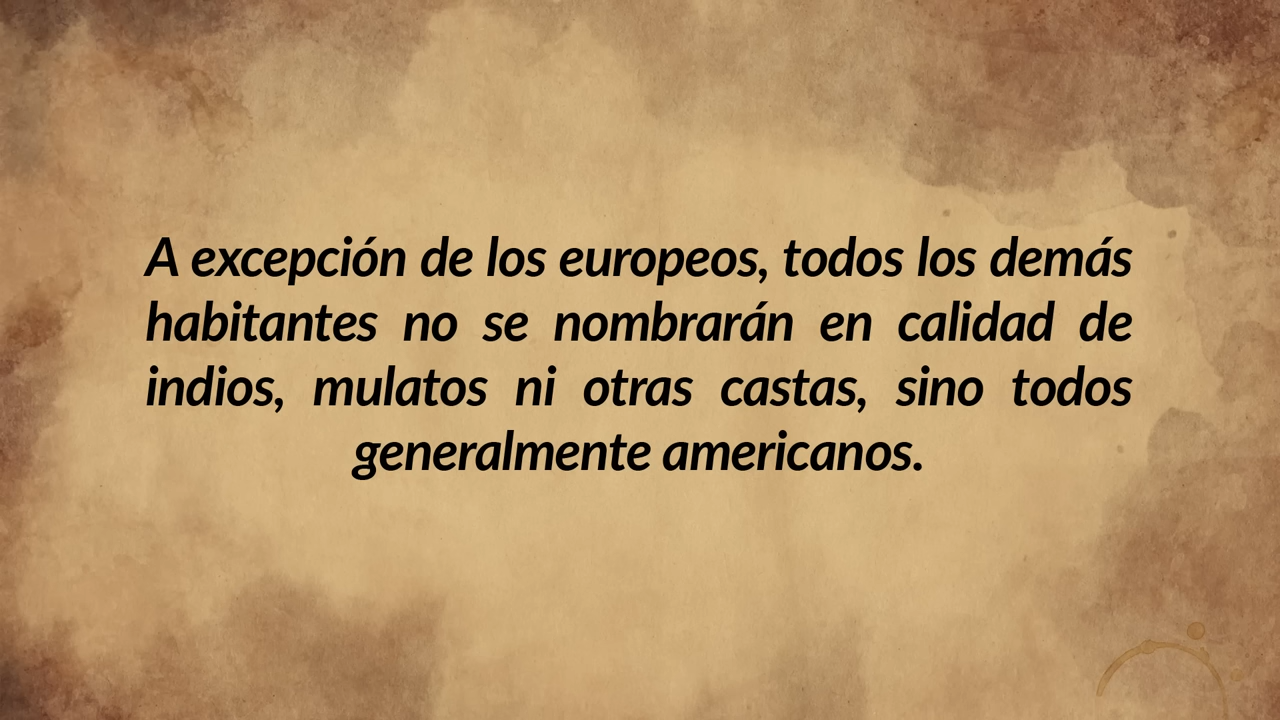 A excepción de los europeos, todos los demás
habitantes no se nombrarán en calidad de
indios, mulatos ni otras castas, sino todos
generalmente americanos.